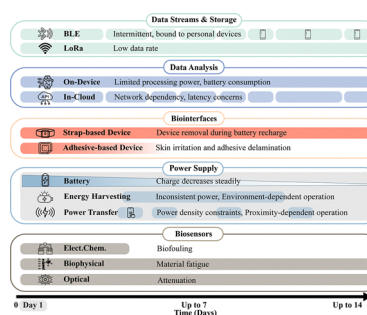 Data Streams & Storage
BLE Intermittent, bound to personal devices
LoRa Low data rate
Data Analysis
On-Device Limited processing power, battery consumption
In-Cloud Network dependency, latency concerns
Biointerfaces
Strap-based Device Device removal during battery recharge
Adhesive-based Device Skin irritation and adhesive delamination
Power Supply
Battery Charge decreases steadily
Energy Harvesting Inconsistent power, Environment-dependent operation
Power Transfer Power density constraints, Proximity-dependent operation
Biosensors
Elect.Chem. Biofouling
Biophysical Material fatigue
Optical Attenuation
0 Day 1 Up to 7 Up to 14
Time (Days)